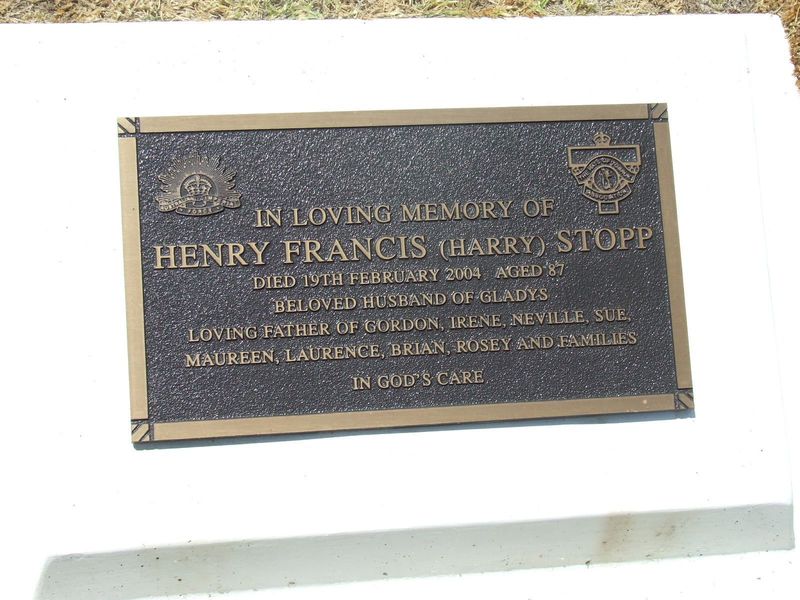 IN LOVING MEMORY OF
HENRY FRANCIS (HARRY) STOPP
DIED 19TH FEBRUARY 2004 AGED 87
BELOVED HUSBAND OF GLADYS
LOVING FATHER OF GORDON, IRENE, NEVILLE, SUE,
MAUREEN, LAURENCE, BRIAN, ROSEY AND FAMILIES
IN GOD'S CARE